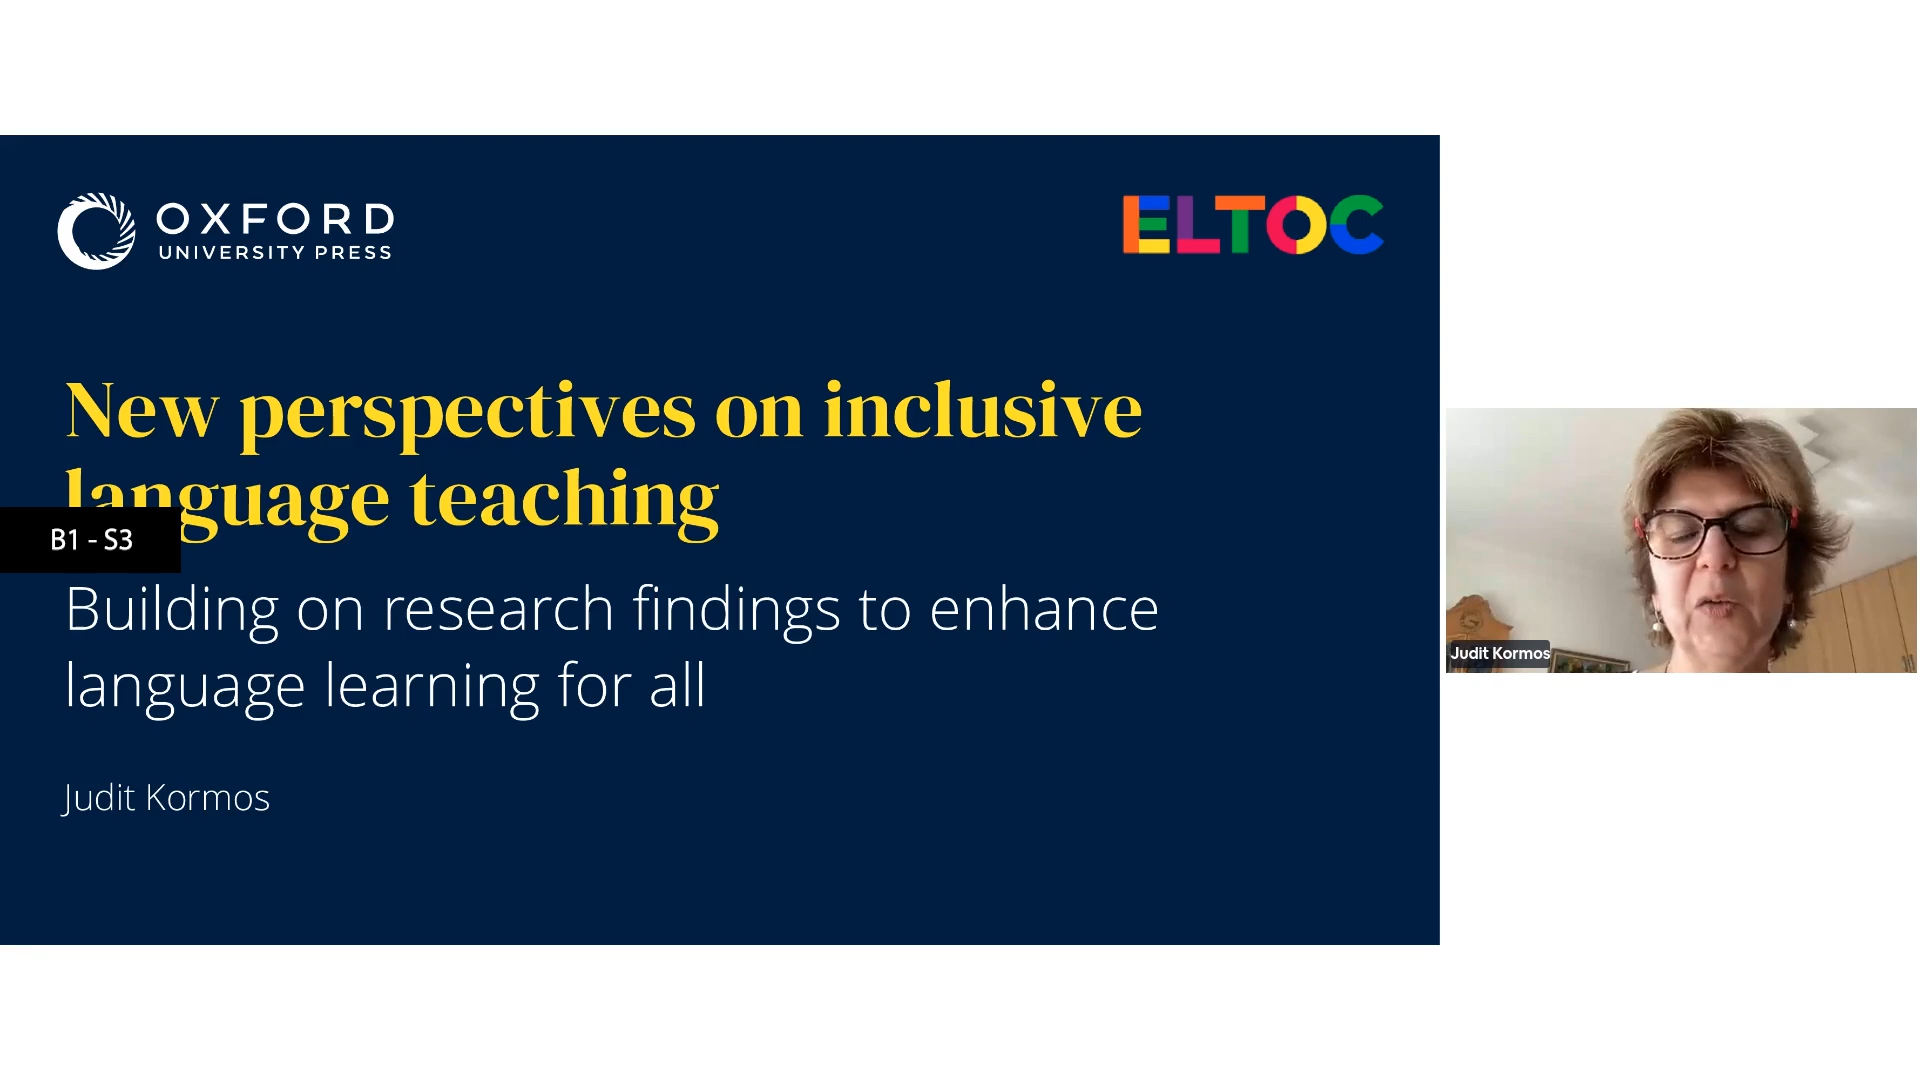 OXFORD
UNIVERSITY PRESS
ELTOC
New perspectives on inclusive
language teaching
B1 - S3
Building on research findings to enhance
language learning for all
Judit Kormos
Judit Kormos